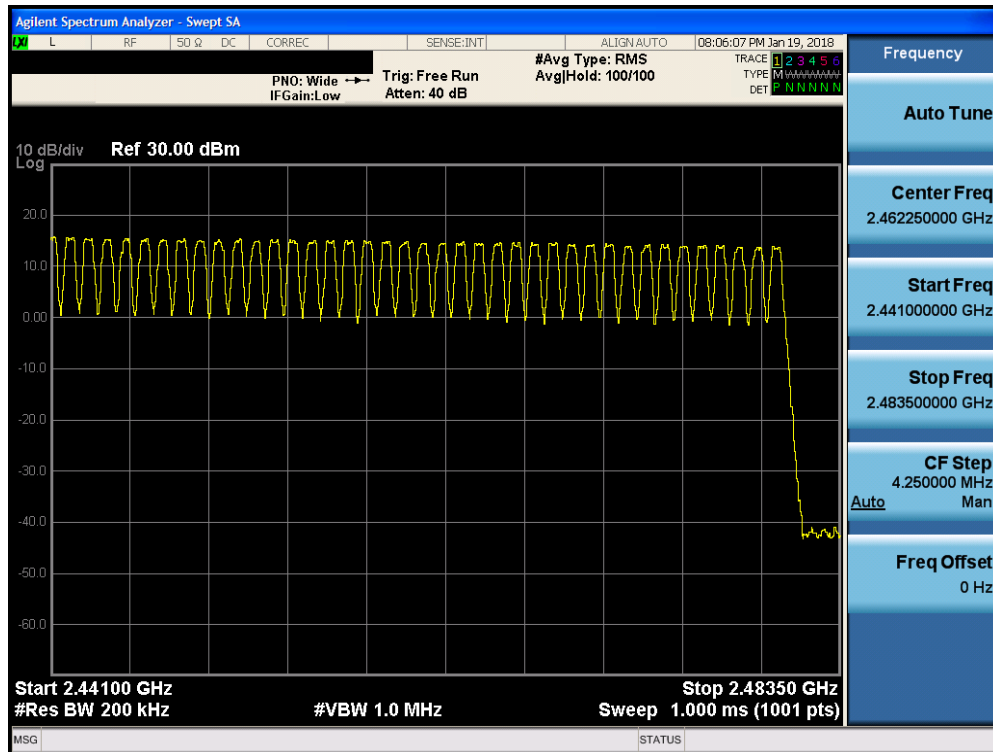 Agilent Spectrum Analyzer - Swept SA
LXI L RF 50 Ω DC CORREC SENSE:INT ALIGN AUTO 08:06:07 PM Jan 19, 2018
PNO: Wide
IFGain:Low
Trig: Free Run
Atten: 40 dB
#Avg Type: RMS
Avg|Hold: 100/100
TRACE 1 2 3 4 5 6
TYPE M
DET P N N N N N
10 dB/div Ref 30.00 dBm
Log
20.0
10.0
0.00
-10.0
-20.0
-30.0
-40.0
-50.0
-60.0
Start 2.44100 GHz Stop 2.48350 GHz
#Res BW 200 kHz #VBW 1.0 MHz Sweep 1.000 ms (1001 pts)
MSG STATUS
Frequency
Auto Tune
Center Freq
2.462250000 GHz
Start Freq
2.441000000 GHz
Stop Freq
2.483500000 GHz
CF Step
4.250000 MHz
Auto Man
Freq Offset
0 Hz